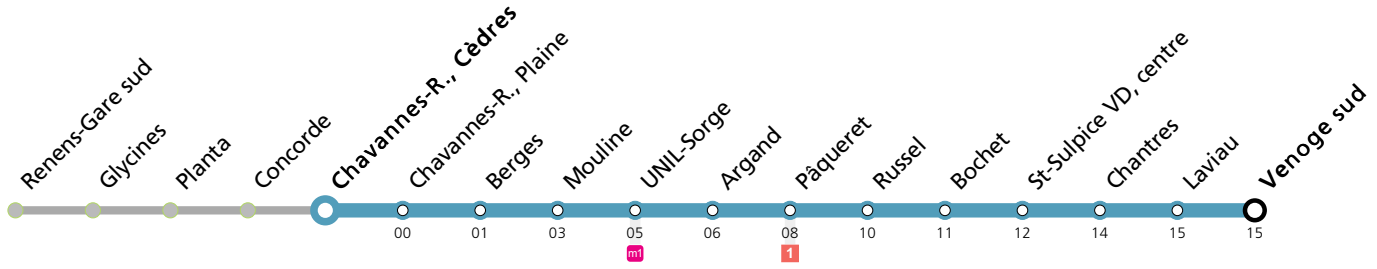 Renens-Gare sud
Glycines
Planta
Concorde
Chavannes-R., Cèdres
Chavannes-R., Plaine
Berges
Mouline
UNIL-Sorge
Argand
Pâqueret
Russel
Bochet
St-Sulpice VD, centre
Chantres
Laviau
Venoge sud
00 01 03 05 06 08 10 11 12 14 15 15
m1 1